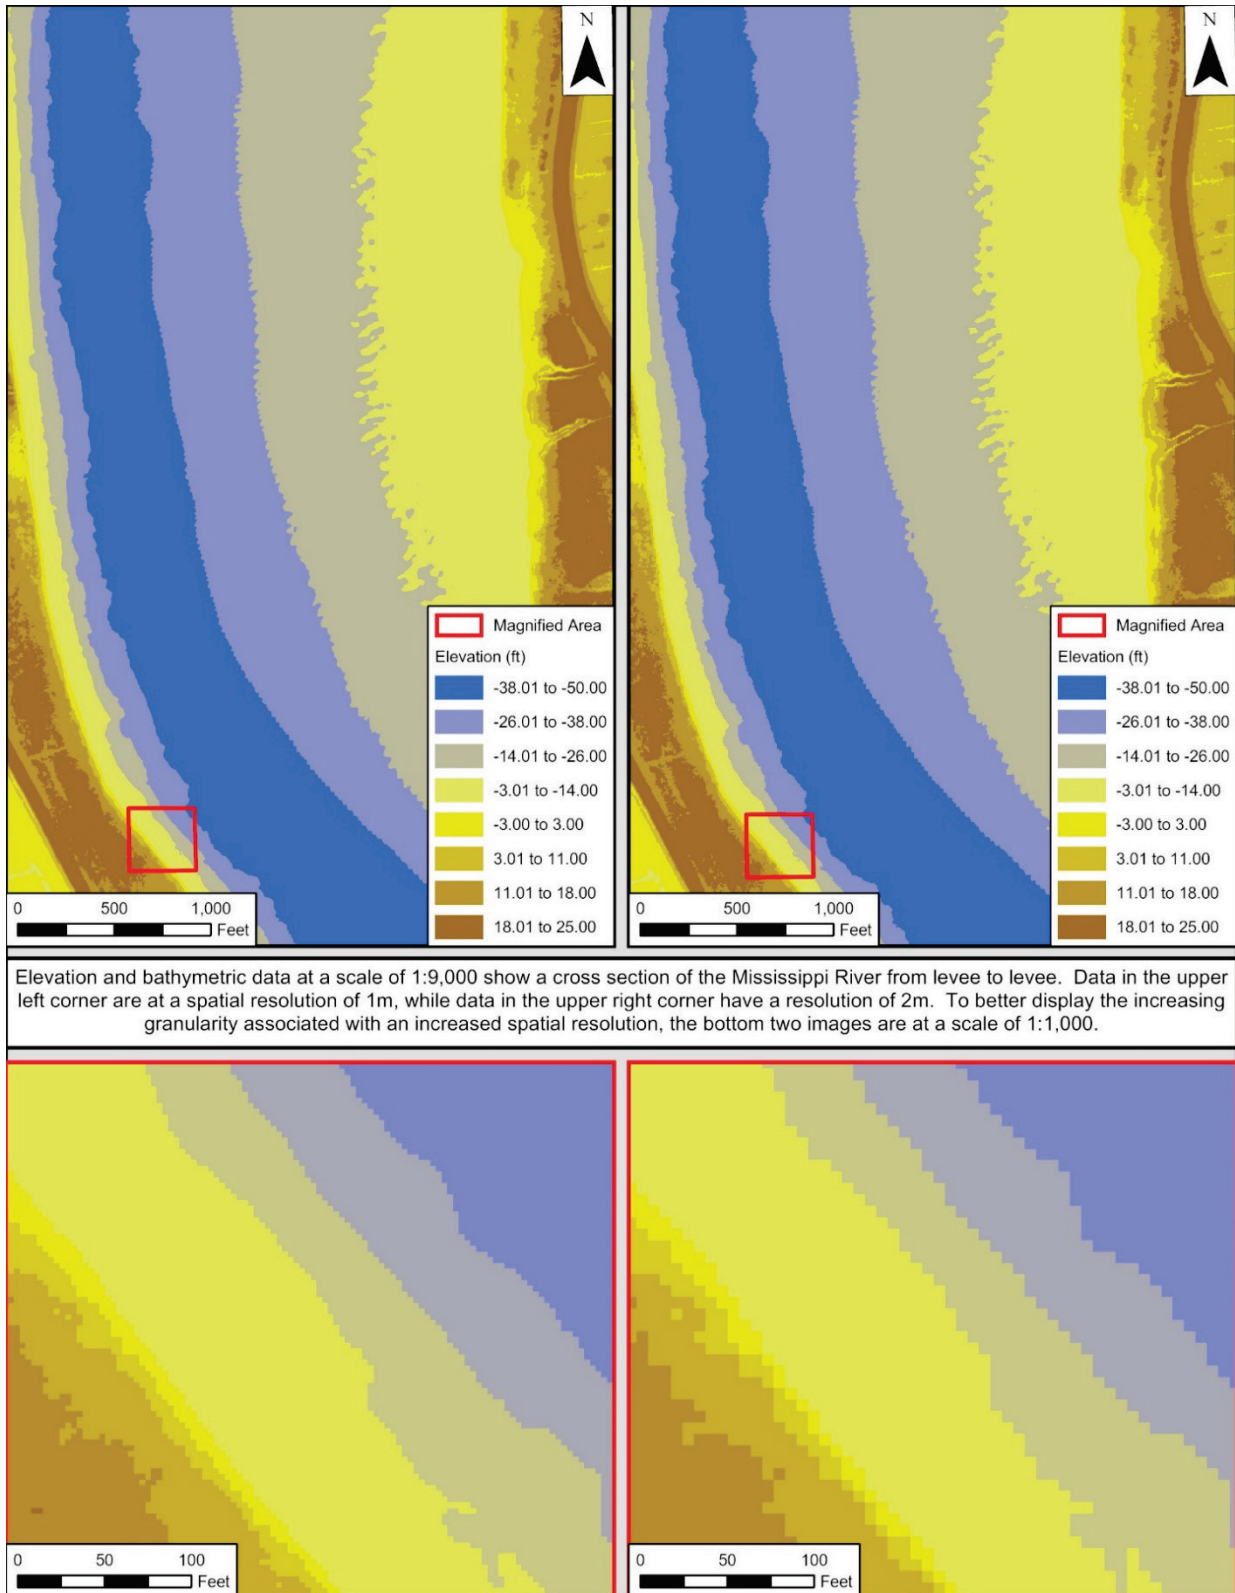 N
Magnified Area
Elevation (ft)
-38.01 to -50.00
-26.01 to -38.00
-14.01 to -26.00
-3.01 to -14.00
-3.00 to 3.00
3.01 to 11.00
11.01 to 18.00
18.01 to 25.00
0 500 1,000
Feet
N
Magnified Area
Elevation (ft)
-38.01 to -50.00
-26.01 to -38.00
-14.01 to -26.00
-3.01 to -14.00
-3.00 to 3.00
3.01 to 11.00
11.01 to 18.00
18.01 to 25.00
0 500 1,000
Feet
Elevation and bathymetric data at a scale of 1:9,000 show a cross section of the Mississippi River from levee to levee. Data in the upper
left corner are at a spatial resolution of 1m, while data in the upper right corner have a resolution of 2m. To better display the increasing
granularity associated with an increased spatial resolution, the bottom two images are at a scale of 1:1,000.
0 50 100
Feet
0 50 100
Feet